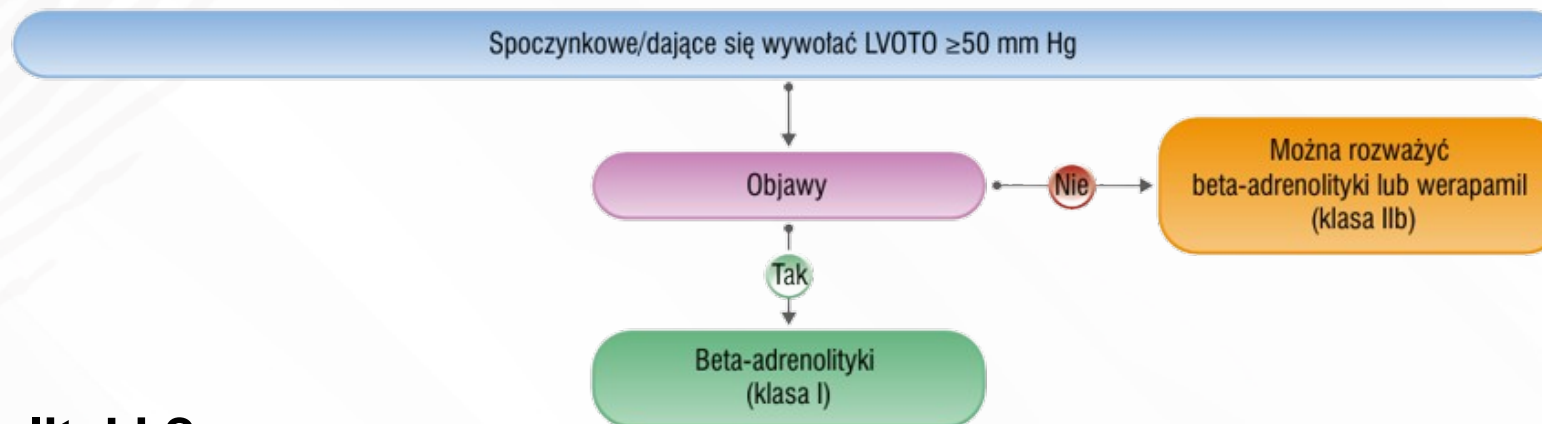 Spoczynkowe/dające się wywołać LVOTO ≥50 mm Hg
Objawy
Nie
Można rozważyć
beta-adrenolityki lub werapamil
(klasa IIb)
Tak
Beta-adrenolityki
(klasa I)